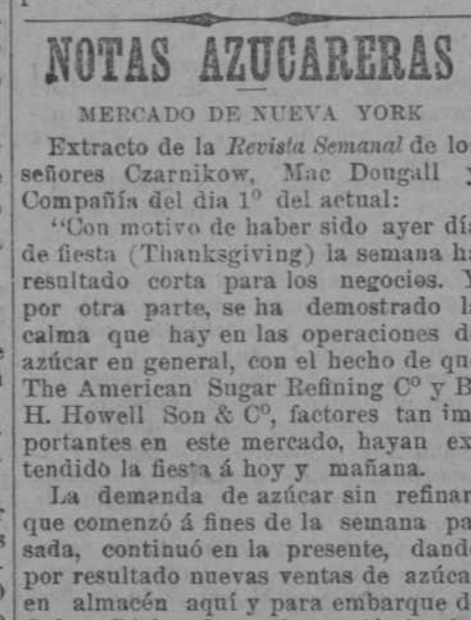 NOTAS AZUCARERAS
MERCADO DE NUEVA YORK
Extracto de la Revista Semanal de lo
señores Czarnikow, Mac Dougall y
Compañía del dia 1º del actual:
"Con motivo de haber sido ayer día
de fiesta (Thanksgiving) la semana ha
resultado corta para los negocios. Y
por otra parte, se ha demostrado la
calma que hay en las operaciones d
azúcar en general, con el hecho de qu
The American Sugar Refining Cº y B
H. Howell Son & Cº, factores tan im
portantes en este mercado, hayan ex
tendido la fiesta á hoy y mañana.
La demanda de azúcar sin refinar
que comenzó á fines de la semana pa
sada, continuó en la presente, dand
por resultado nuevas ventas de azúca
en almacén aquí y para embarque d